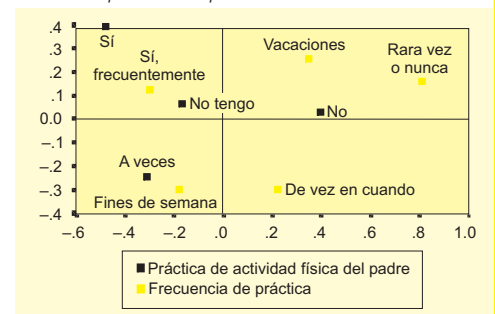 .4
.3
.2
.1
0.0
–.1
–.2
–.3
–.4
Sí
Sí,
frecuentemente
No tengo
Vacaciones
Rara vez
o nunca
No
A veces
Fines de semana
De vez en cuando
–.6 –.4 –.2 .0 .2 .4 .6 .8 1.0
Práctica de actividad física del padre
Frecuencia de práctica